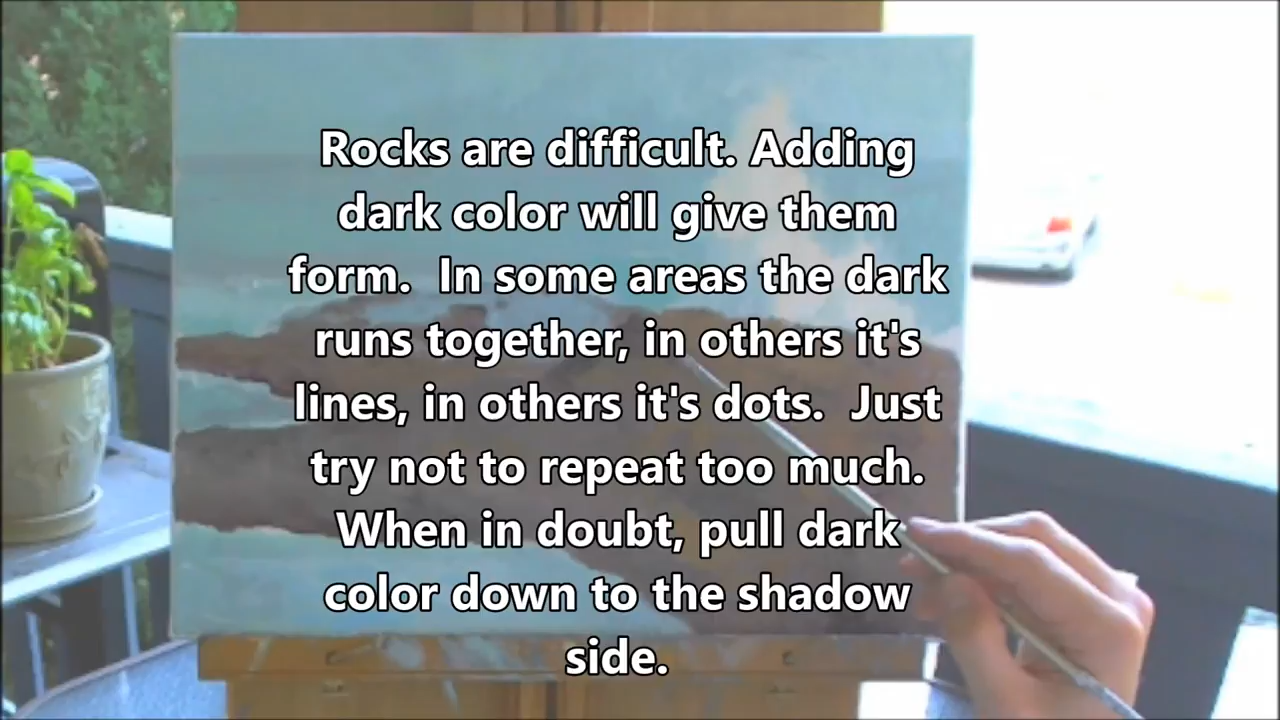 Rocks are difficult. Adding
dark color will give them
form.  In some areas the dark
runs together, in others it's
lines, in others it's dots.  Just
try not to repeat too much.
When in doubt, pull dark
color down to the shadow
side.